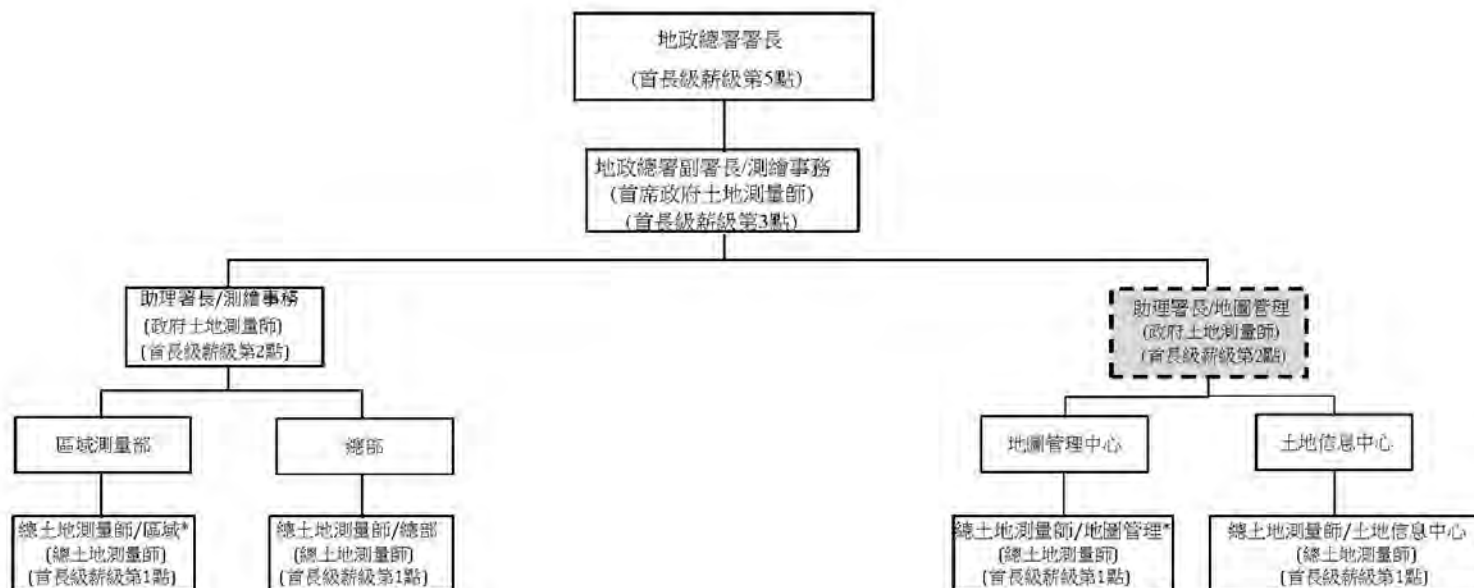 地政總署署長
(首長級薪級第5點)
地政總署副署長/測繪事務
(首席政府土地測量師)
(首長級薪級第3點)
助理署長/測繪事務
(政府土地測量師)
(首長級薪級第2點)
助理署長/地圖管理
(政府土地測量師)
(首長級薪級第2點)
區域測量部
總部
地圖管理中心
土地信息中心
總土地測量師/區域*
(總土地測量師)
(首長級薪級第1點)
總土地測量師/總部
(總土地測量師)
(首長級薪級第1點)
總土地測量師/地圖管理*
(總土地測量師)
(首長級薪級第1點)
總土地測量師/土地信息中心
(總土地測量師)
(首長級薪級第1點)